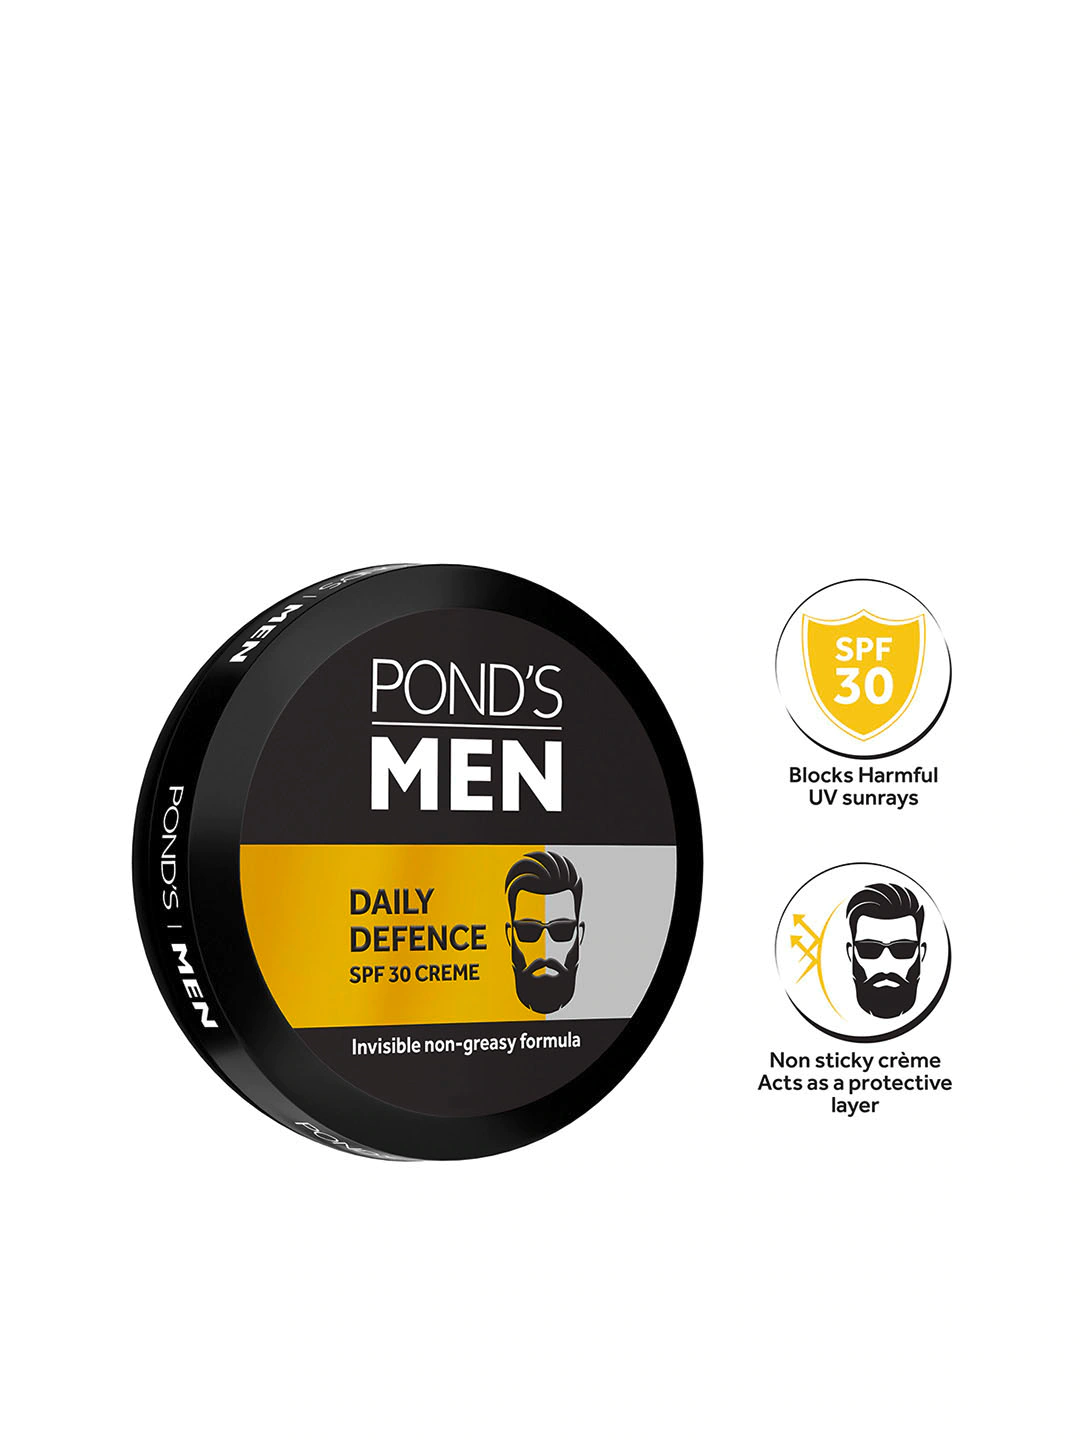 POND'S
MEN
DAILY
DEFENCE
SPF 30 CREME
Invisible non-greasy formula
MEN
POND'S | MEN
POND'S
SPF
30
Blocks Harmful
UV sunrays
Non sticky crème
Acts as a protective
layer